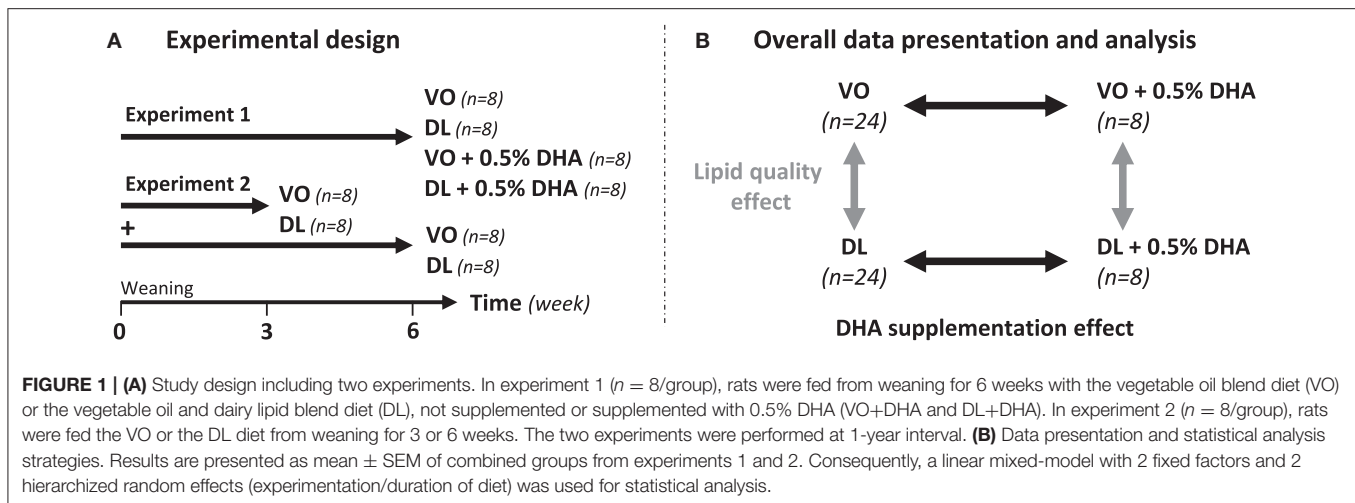 A Experimental design
Experiment 1
VO (n=8)
DL (n=8)
VO + 0.5% DHA (n=8)
DL + 0.5% DHA (n=8)
Experiment 2
VO (n=8)
DL (n=8)
+
VO (n=8)
DL (n=8)
Weaning
Time (week)
0 3 6
B Overall data presentation and analysis
VO
(n=24)
VO + 0.5% DHA
(n=8)
Lipid quality
effect
DL
(n=24)
DL + 0.5% DHA
(n=8)
DHA supplementation effect
FIGURE 1 | (A) Study design including two experiments. In experiment 1 (n = 8/group), rats were fed from weaning for 6 weeks with the vegetable oil blend diet (VO)
or the vegetable oil and dairy lipid blend diet (DL), not supplemented or supplemented with 0.5% DHA (VO+DHA and DL+DHA). In experiment 2 (n = 8/group), rats
were fed the VO or the DL diet from weaning for 3 or 6 weeks. The two experiments were performed at 1-year interval. (B) Data presentation and statistical analysis
strategies. Results are presented as mean ± SEM of combined groups from experiments 1 and 2. Consequently, a linear mixed-model with 2 fixed factors and 2
hierarchized random effects (experimentation/duration of diet) was used for statistical analysis.